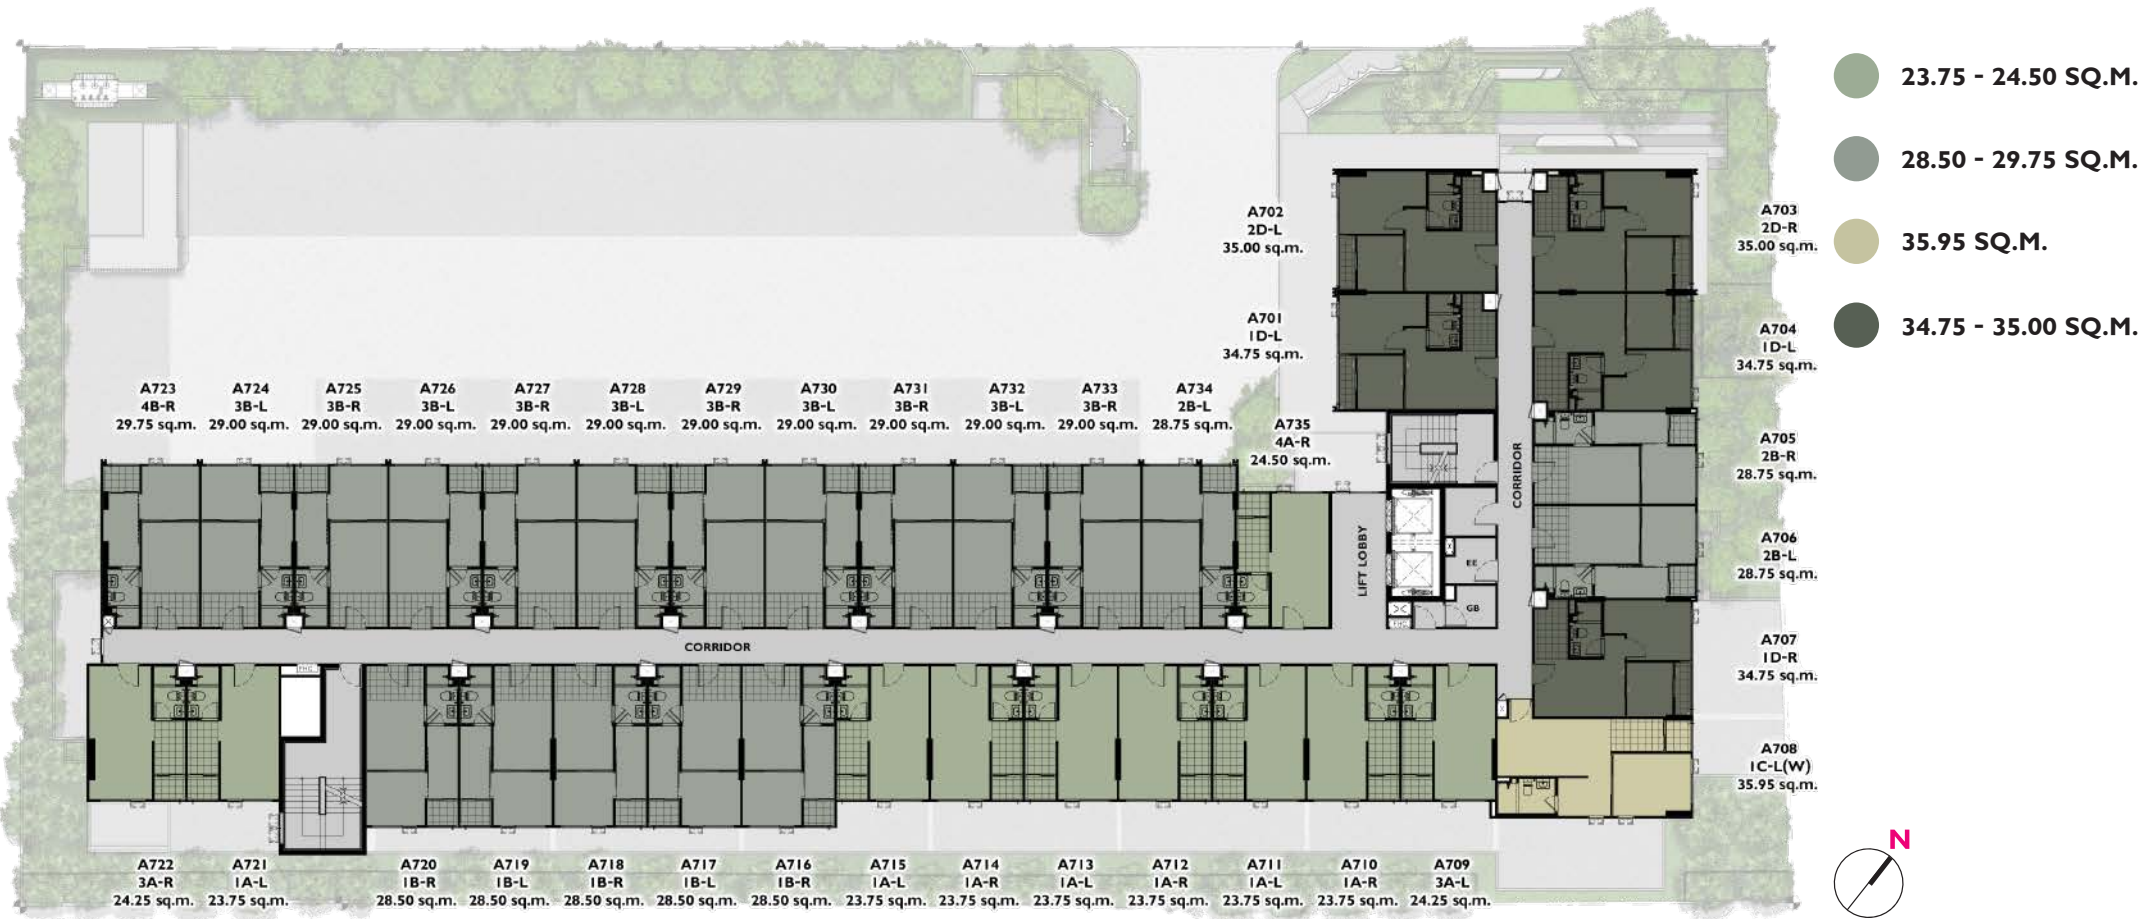 23.75 - 24.50 SQ.M.
28.50 - 29.75 SQ.M.
35.95 SQ.M.
34.75 - 35.00 SQ.M.
A702
2D-L
35.00 sq.m.
A703
2D-R
35.00 sq.m.
A701
1D-L
34.75 sq.m.
A704
1D-L
34.75 sq.m.
A723
4B-R
29.75 sq.m.
A724
3B-L
29.00 sq.m.
A725
3B-R
29.00 sq.m.
A726
3B-L
29.00 sq.m.
A727
3B-R
29.00 sq.m.
A728
3B-L
29.00 sq.m.
A729
3B-R
29.00 sq.m.
A730
3B-L
29.00 sq.m.
A731
3B-R
29.00 sq.m.
A732
3B-L
29.00 sq.m.
A733
3B-R
29.00 sq.m.
A734
2B-L
28.75 sq.m.
A735
4A-R
24.50 sq.m.
A705
2B-R
28.75 sq.m.
CORRIDOR
LIFT LOBBY
EE
GB
FHC
A706
2B-L
28.75 sq.m.
CORRIDOR
FHC
A707
1D-R
34.75 sq.m.
A708
1C-L(W)
35.95 sq.m.
A722
3A-R
24.25 sq.m.
A721
1A-L
23.75 sq.m.
A720
1B-R
28.50 sq.m.
A719
1B-L
28.50 sq.m.
A718
1B-R
28.50 sq.m.
A717
1B-L
28.50 sq.m.
A716
1B-R
28.50 sq.m.
A715
1A-L
23.75 sq.m.
A714
1A-R
23.75 sq.m.
A713
1A-L
23.75 sq.m.
A712
1A-R
23.75 sq.m.
A711
1A-L
23.75 sq.m.
A710
1A-R
23.75 sq.m.
A709
3A-L
24.25 sq.m.
N